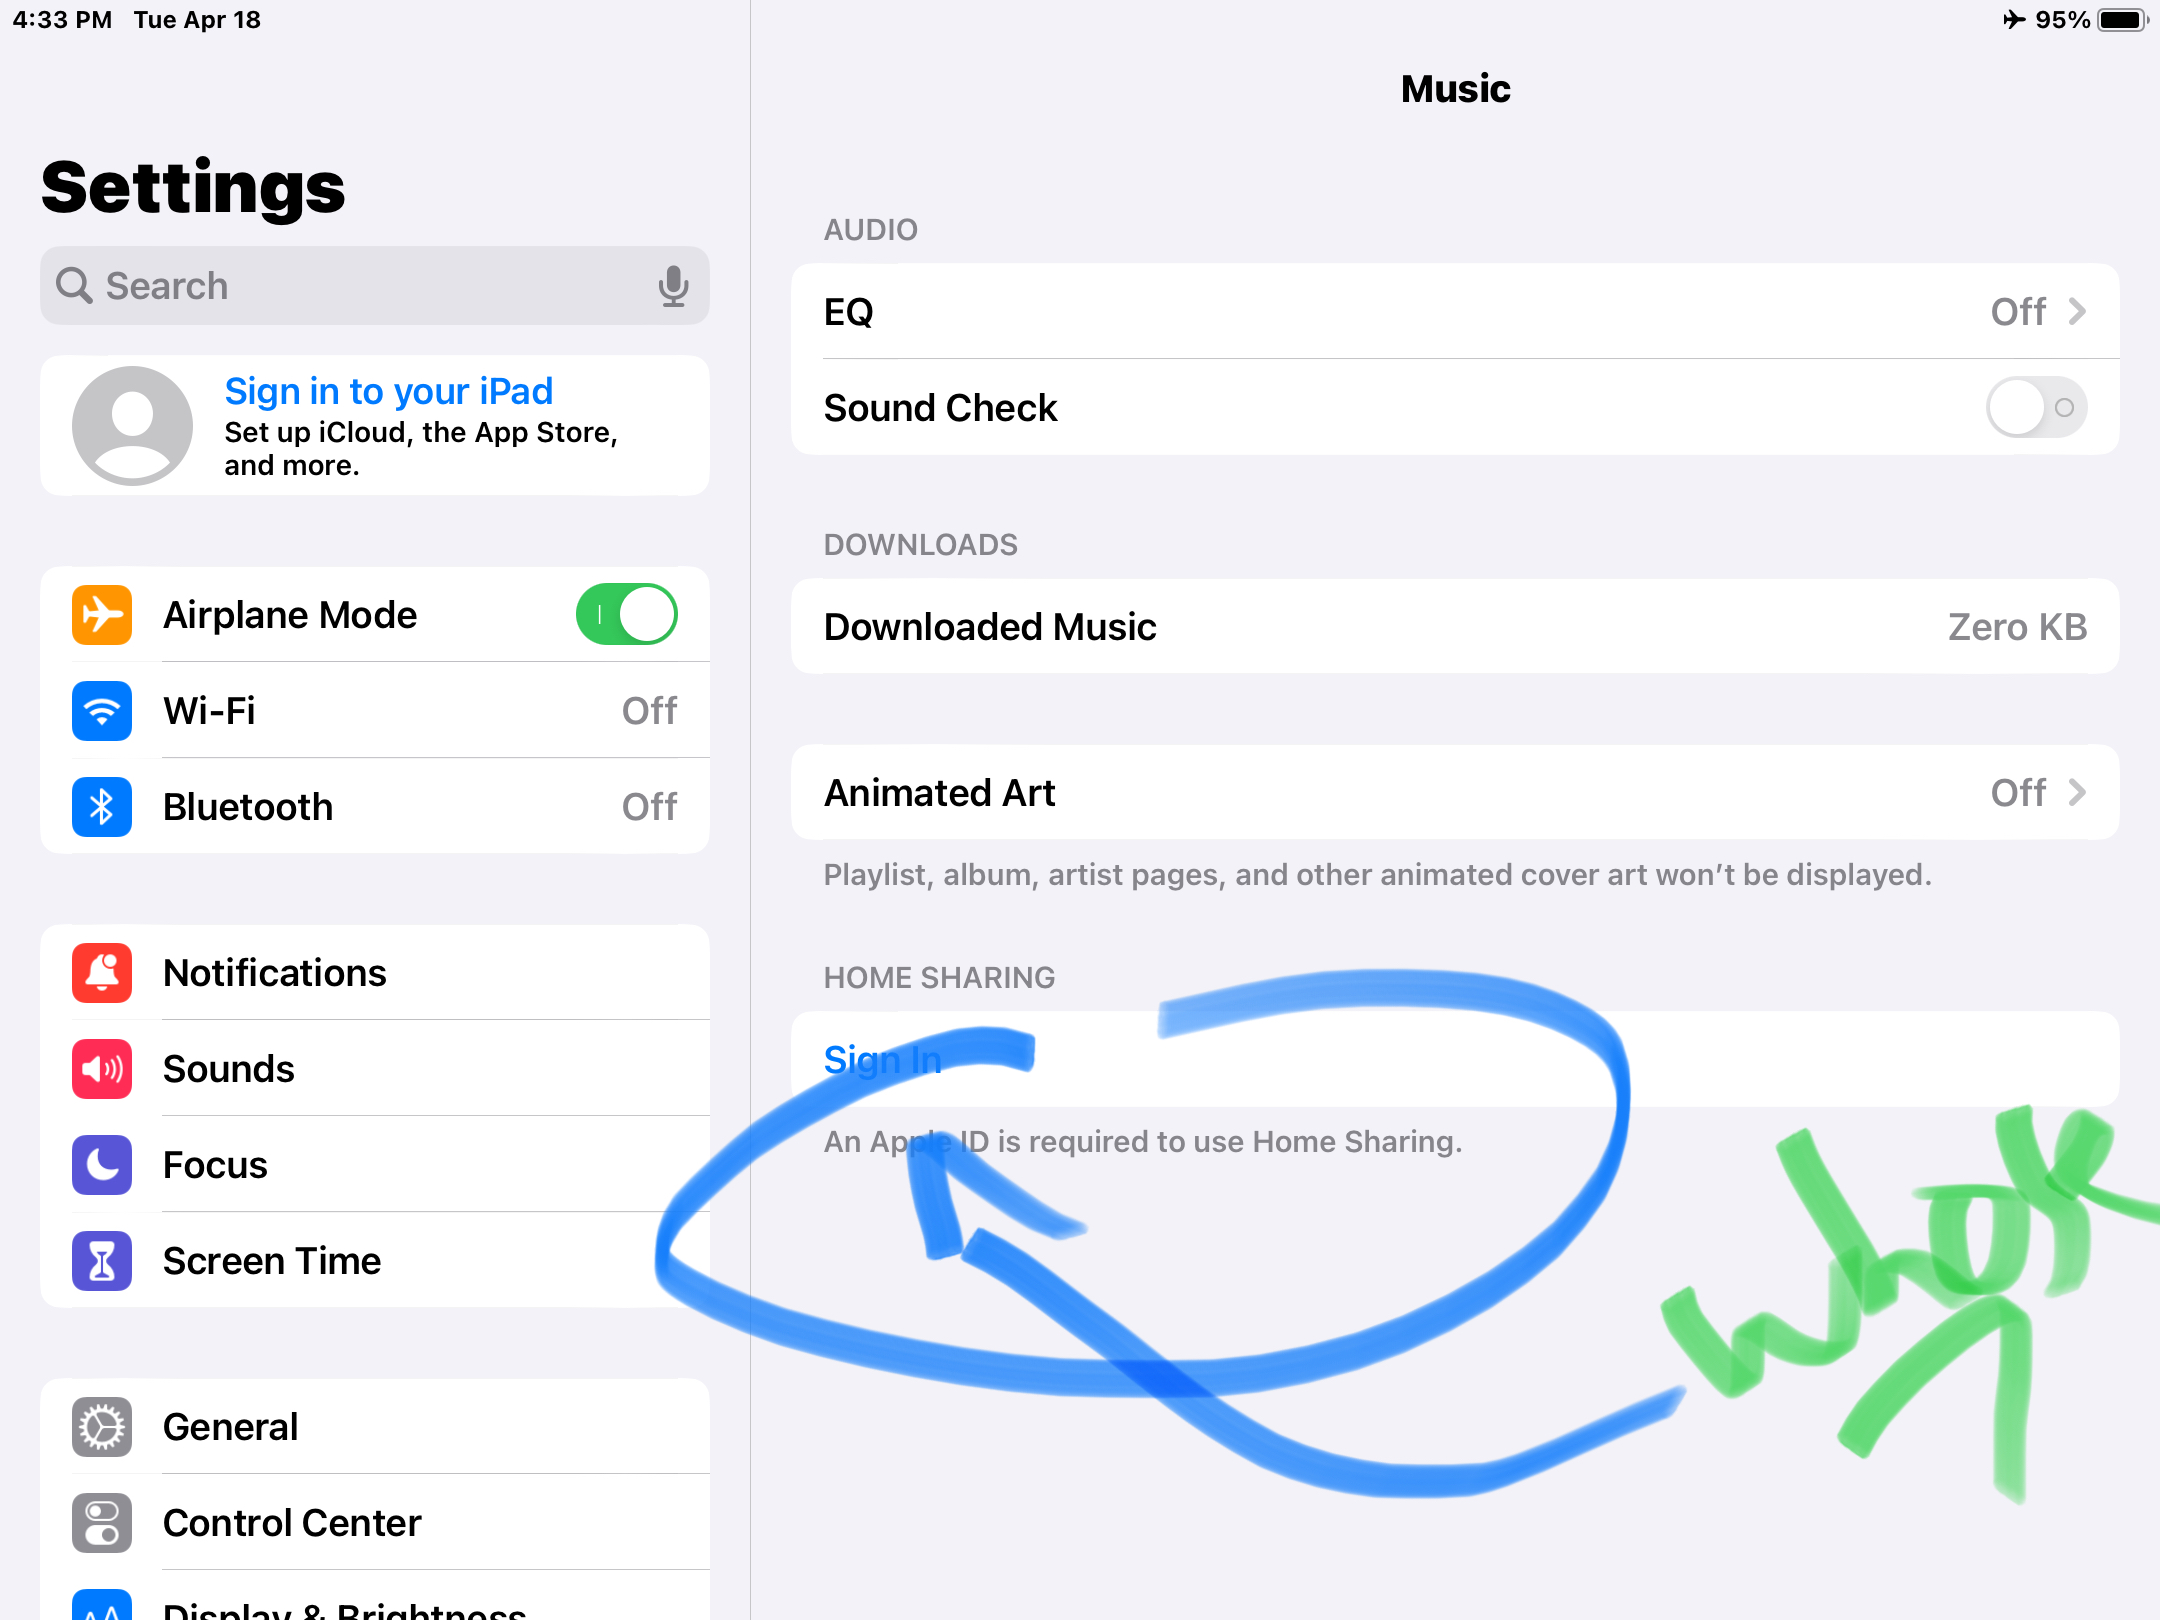 4:33 PM Tue Apr 18
95%
Settings
Search
Sign in to your iPad
Set up iCloud, the App Store,
and more.
Airplane Mode
Wi-Fi Off
Bluetooth Off
Notifications
Sounds
Focus
Screen Time
General
Control Center
Display & Brightness
Music
AUDIO
EQ Off
Sound Check
DOWNLOADS
Downloaded Music Zero KB
Animated Art Off
Playlist, album, artist pages, and other animated cover art won’t be displayed.
HOME SHARING
Sign In
An Apple ID is required to use Home Sharing.